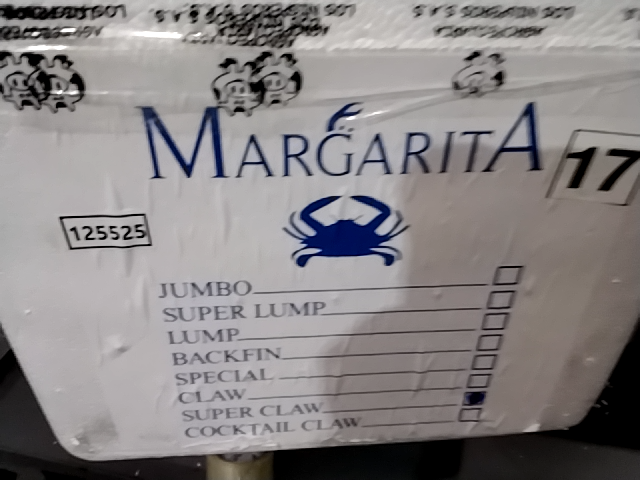 MARGARITA
17
125525
JUMBO
SUPER LUMP
LUMP
BACKFIN
SPECIAL
CLAW
SUPER CLAW
COCKTAIL CLAW